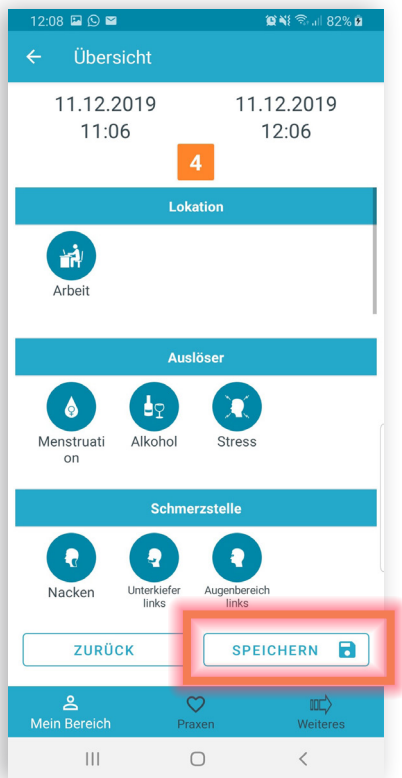 12:08 82%
Übersicht
11.12.2019 11.12.2019
11:06 12:06
4
Lokation
Arbeit
Auslöser
Menstruati Alkohol Stress
on
Schmerzstelle
Nacken Unterkiefer Augenbereich
links links
ZURÜCK SPEICHERN
Mein Bereich Praxen Weiteres